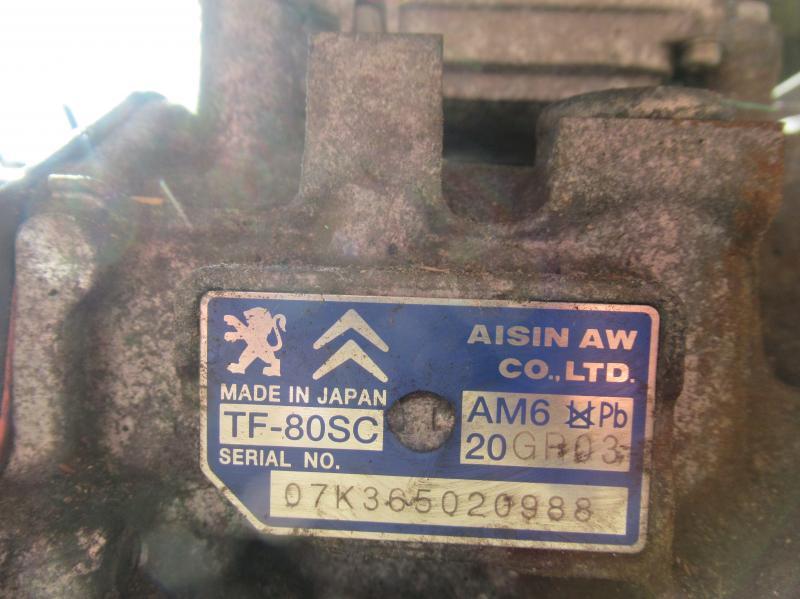 AISIN AW
CO., LTD.
MADE IN JAPAN
TF-80SC
AM6 Pb
20GR03
SERIAL NO.
07K365020988